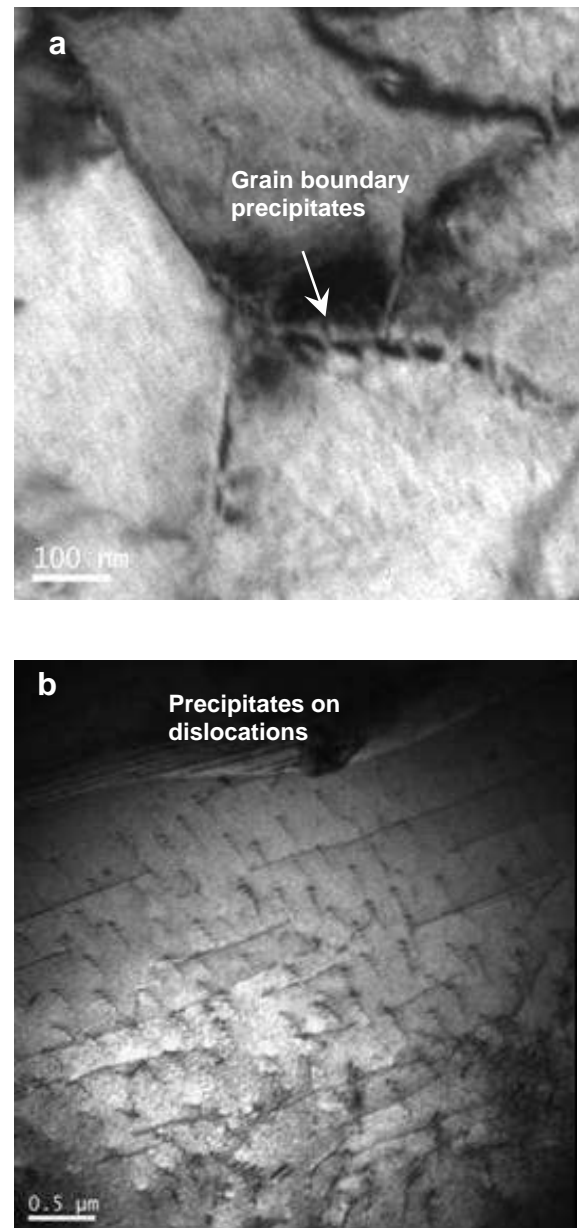 a
Grain boundary
precipitates
100 nm
b
Precipitates on
dislocations
0.5 μm